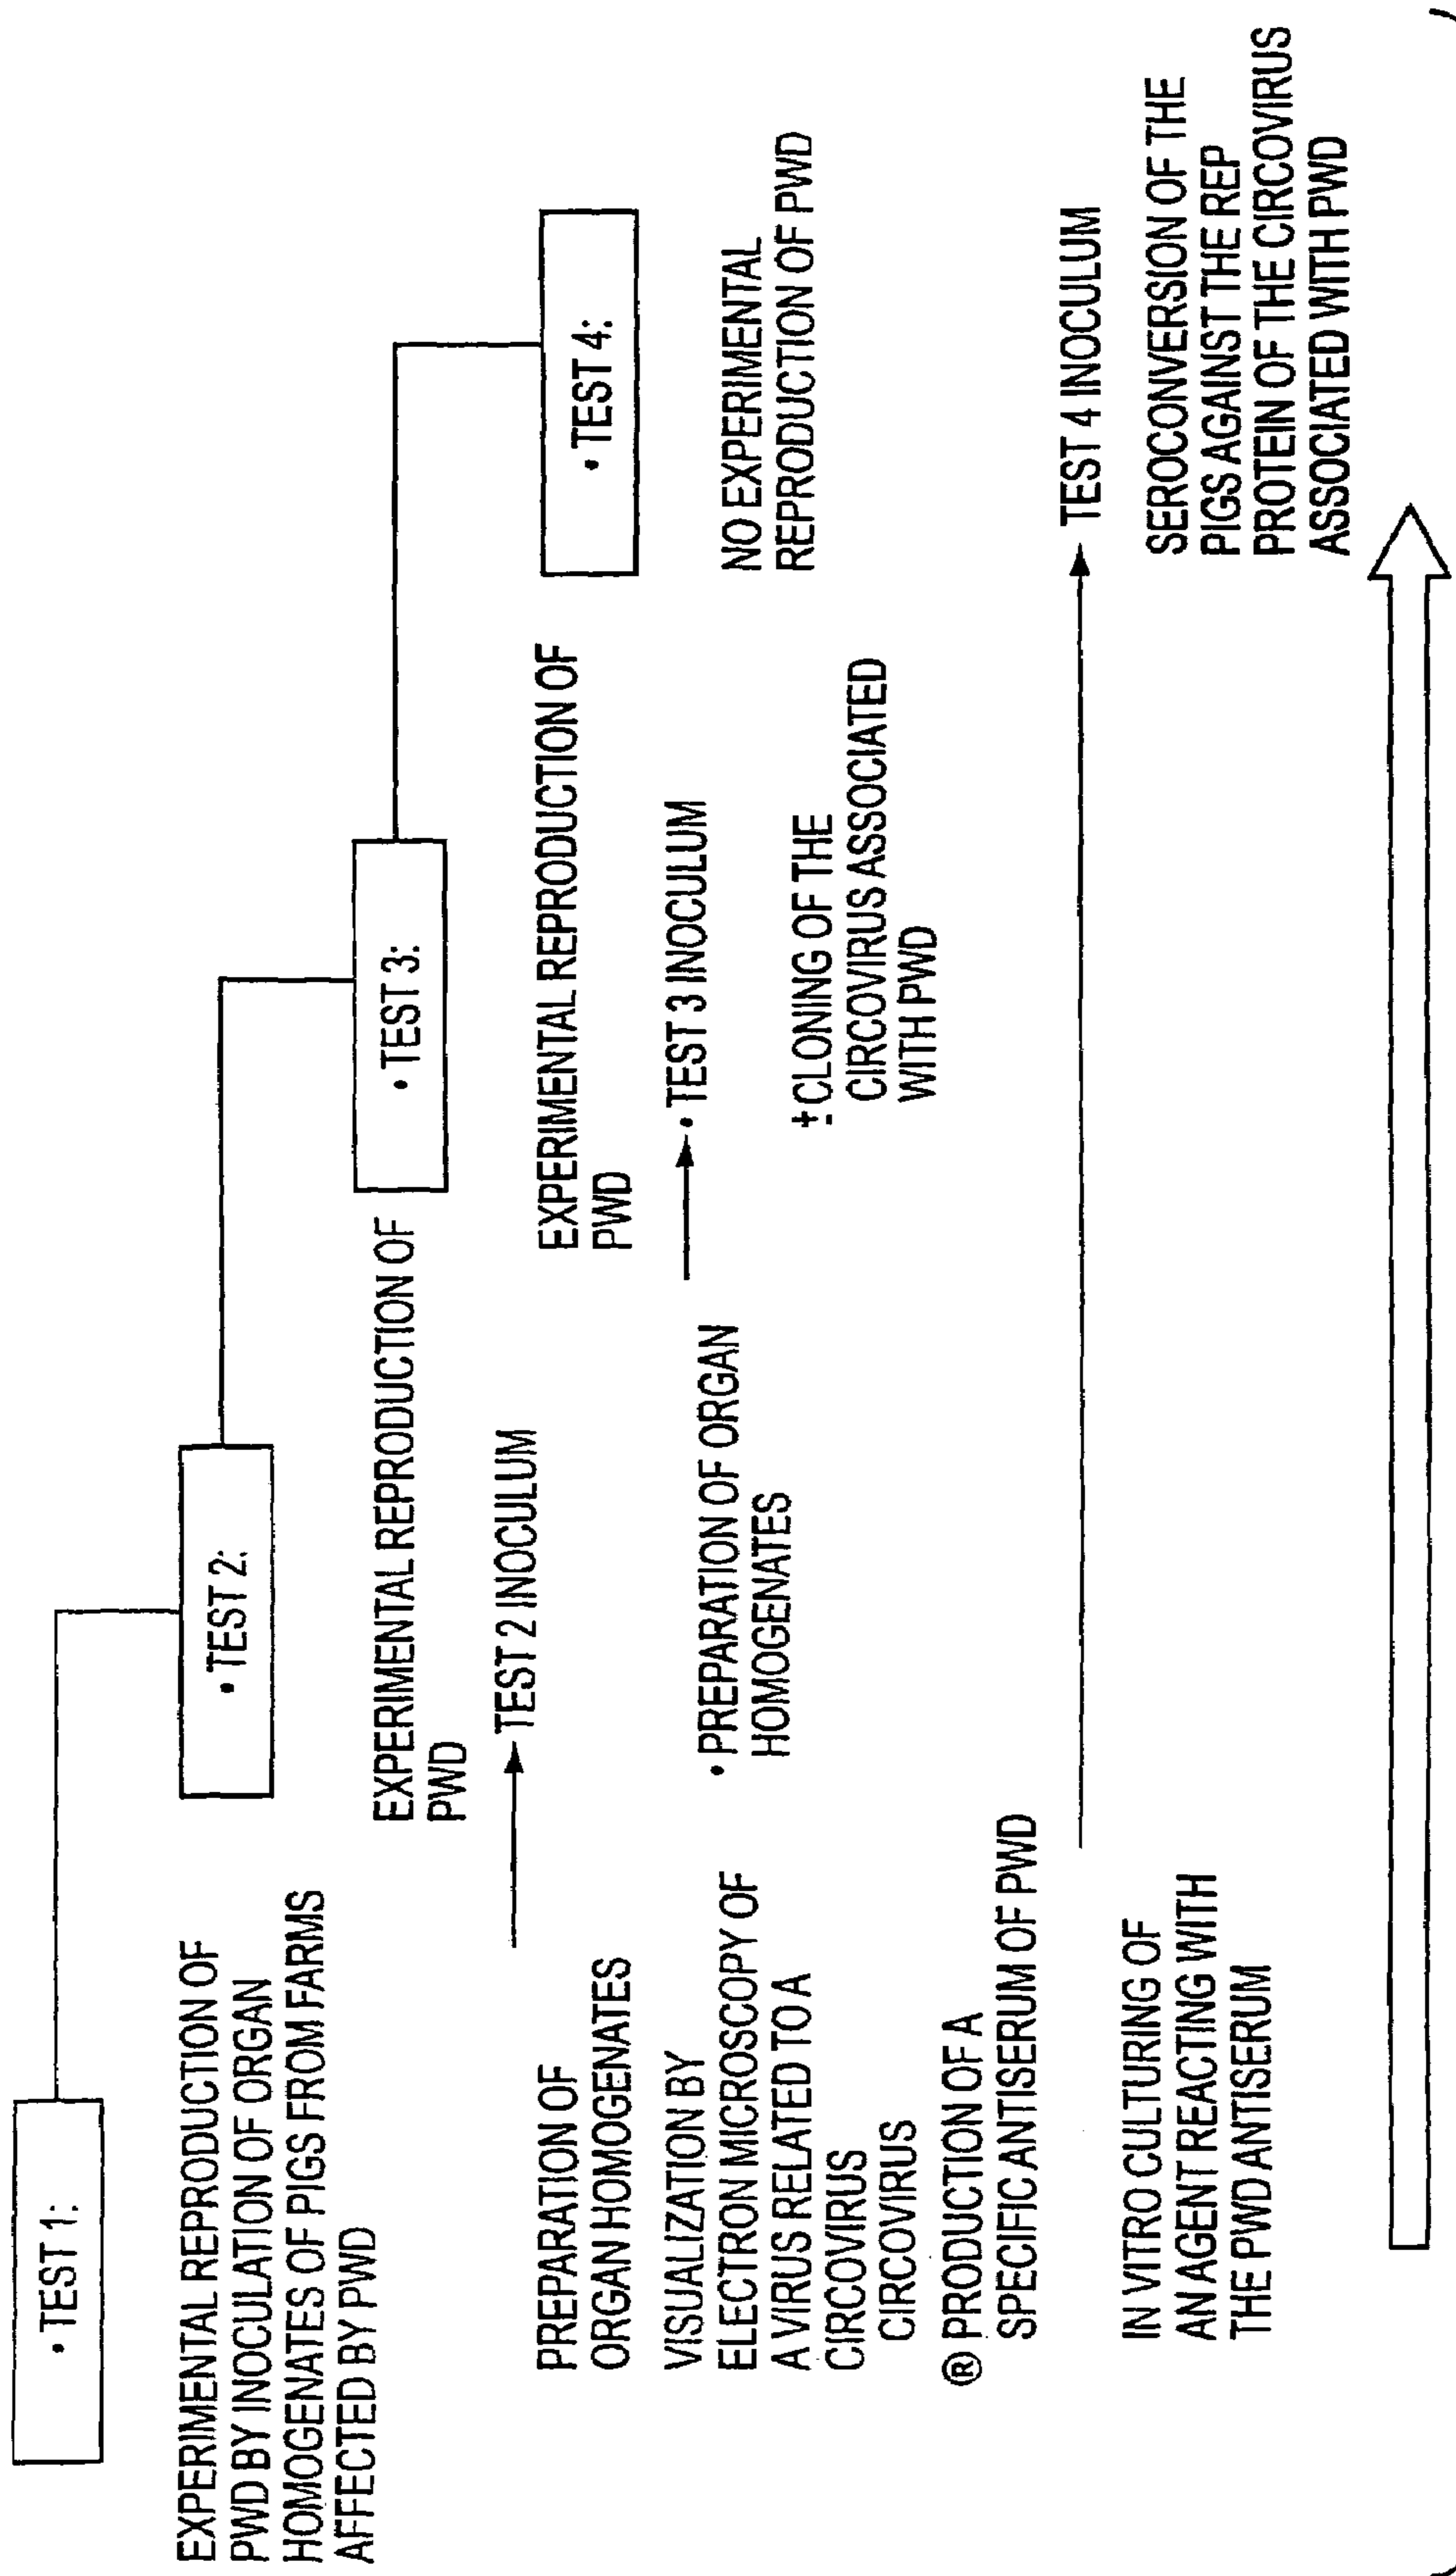 • TEST 1:
EXPERIMENTAL REPRODUCTION OF
PWD BY INOCULATION OF ORGAN
HOMOGENATES OF PIGS FROM FARMS
AFFECTED BY PWD
PREPARATION OF
ORGAN HOMOGENATES
VISUALIZATION BY
ELECTRON MICROSCOPY OF
A VIRUS RELATED TO A
CIRCOVIRUS
CIRCOVIRUS
® PRODUCTION OF A
SPECIFIC ANTISERUM OF PWD
IN VITRO CULTURING OF
AN AGENT REACTING WITH
THE PWD ANTISERUM
• TEST 2:
EXPERIMENTAL REPRODUCTION OF
PWD
TEST 2 INOCULUM
• PREPARATION OF ORGAN
HOMOGENATES
• TEST 3:
EXPERIMENTAL REPRODUCTION OF
PWD
• TEST 3 INOCULUM
± CLONING OF THE
CIRCOVIRUS ASSOCIATED
WITH PWD
• TEST 4:
NO EXPERIMENTAL
REPRODUCTION OF PWD
TEST 4 INOCULUM
SEROCONVERSION OF THE
PIGS AGAINST THE REP
PROTEIN OF THE CIRCOVIRUS
ASSOCIATED WITH PWD